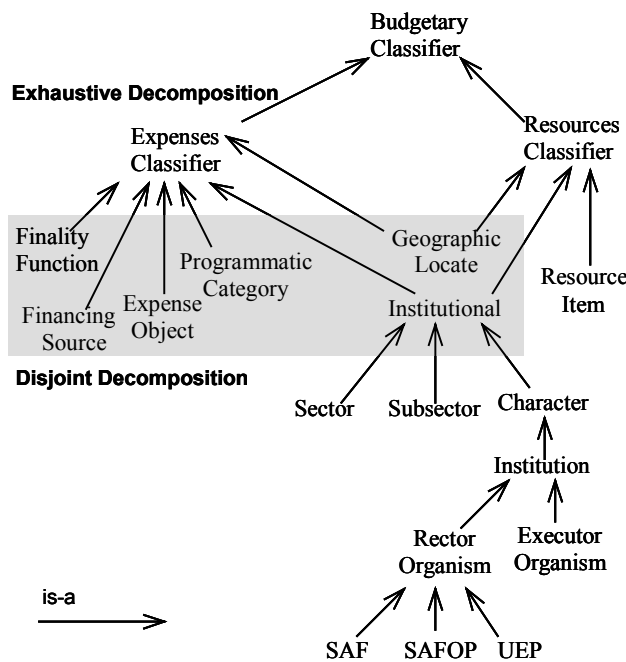 Budgetary
Classifier
Exhaustive Decomposition
Expenses
Classifier
Resources
Classifier
Finality
Function
Geographic
Locate
Programmatic
Category
Resource
Item
Financing
Source
Expense
Object
Institutional
Disjoint Decomposition
Sector
Subsector
Character
Institution
Rector
Organism
Executor
Organism
is-a
SAF
SAFOP
UEP